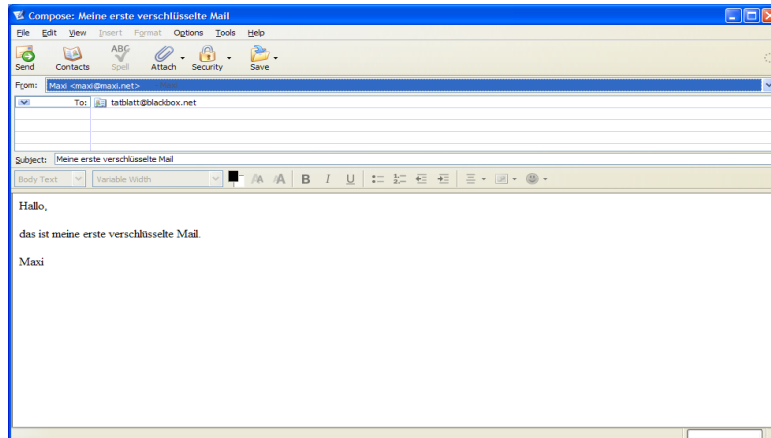 Compose: Meine erste verschlüsselte Mail
File Edit View Insert Format Options Tools Help
ABC
Send Contacts Spell Attach Security Save
From: Maxi <maxi@maxi.net> Maxi
To: tatblatt@blackbox.net
Subject: Meine erste verschlüsselte Mail
Body Text Variable Width A A A A B I U
Hallo,
das ist meine erste verschlüsselte Mail.
Maxi